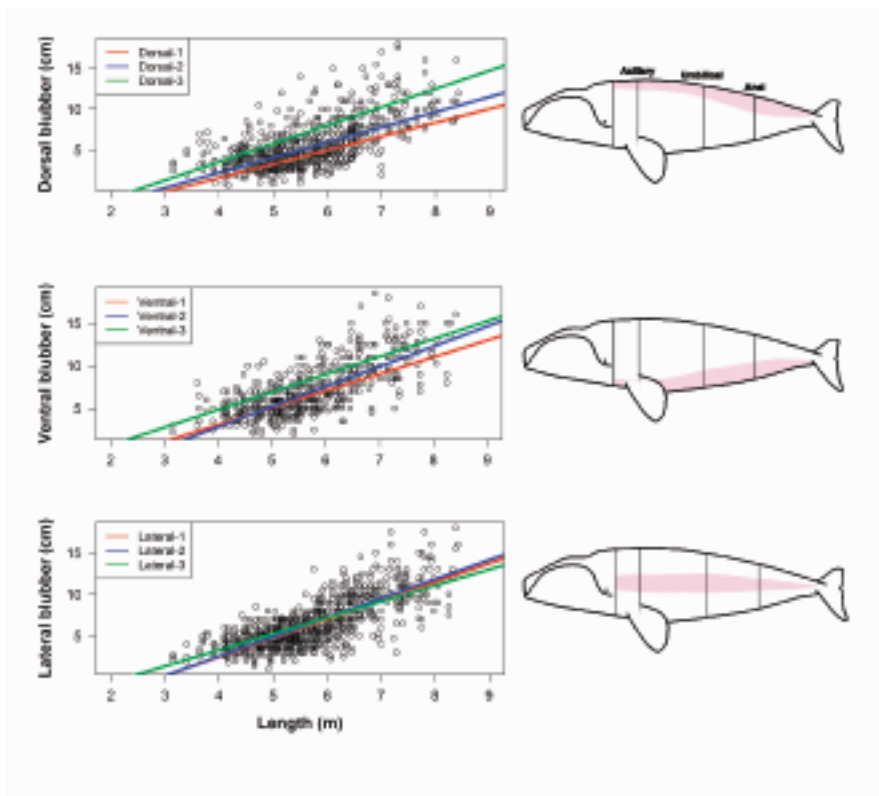 Dorsal blubber (cm)
Dorsal-1
Dorsal-2
Dorsal-3
15
10
5
2 3 4 5 6 7 8 9
Axillary
Umbilical
Anal
Ventral blubber (cm)
Ventral-1
Ventral-2
Ventral-3
15
10
5
2 3 4 5 6 7 8 9
Lateral blubber (cm)
Lateral-1
Lateral-2
Lateral-3
15
10
5
2 3 4 5 6 7 8 9
Length (m)